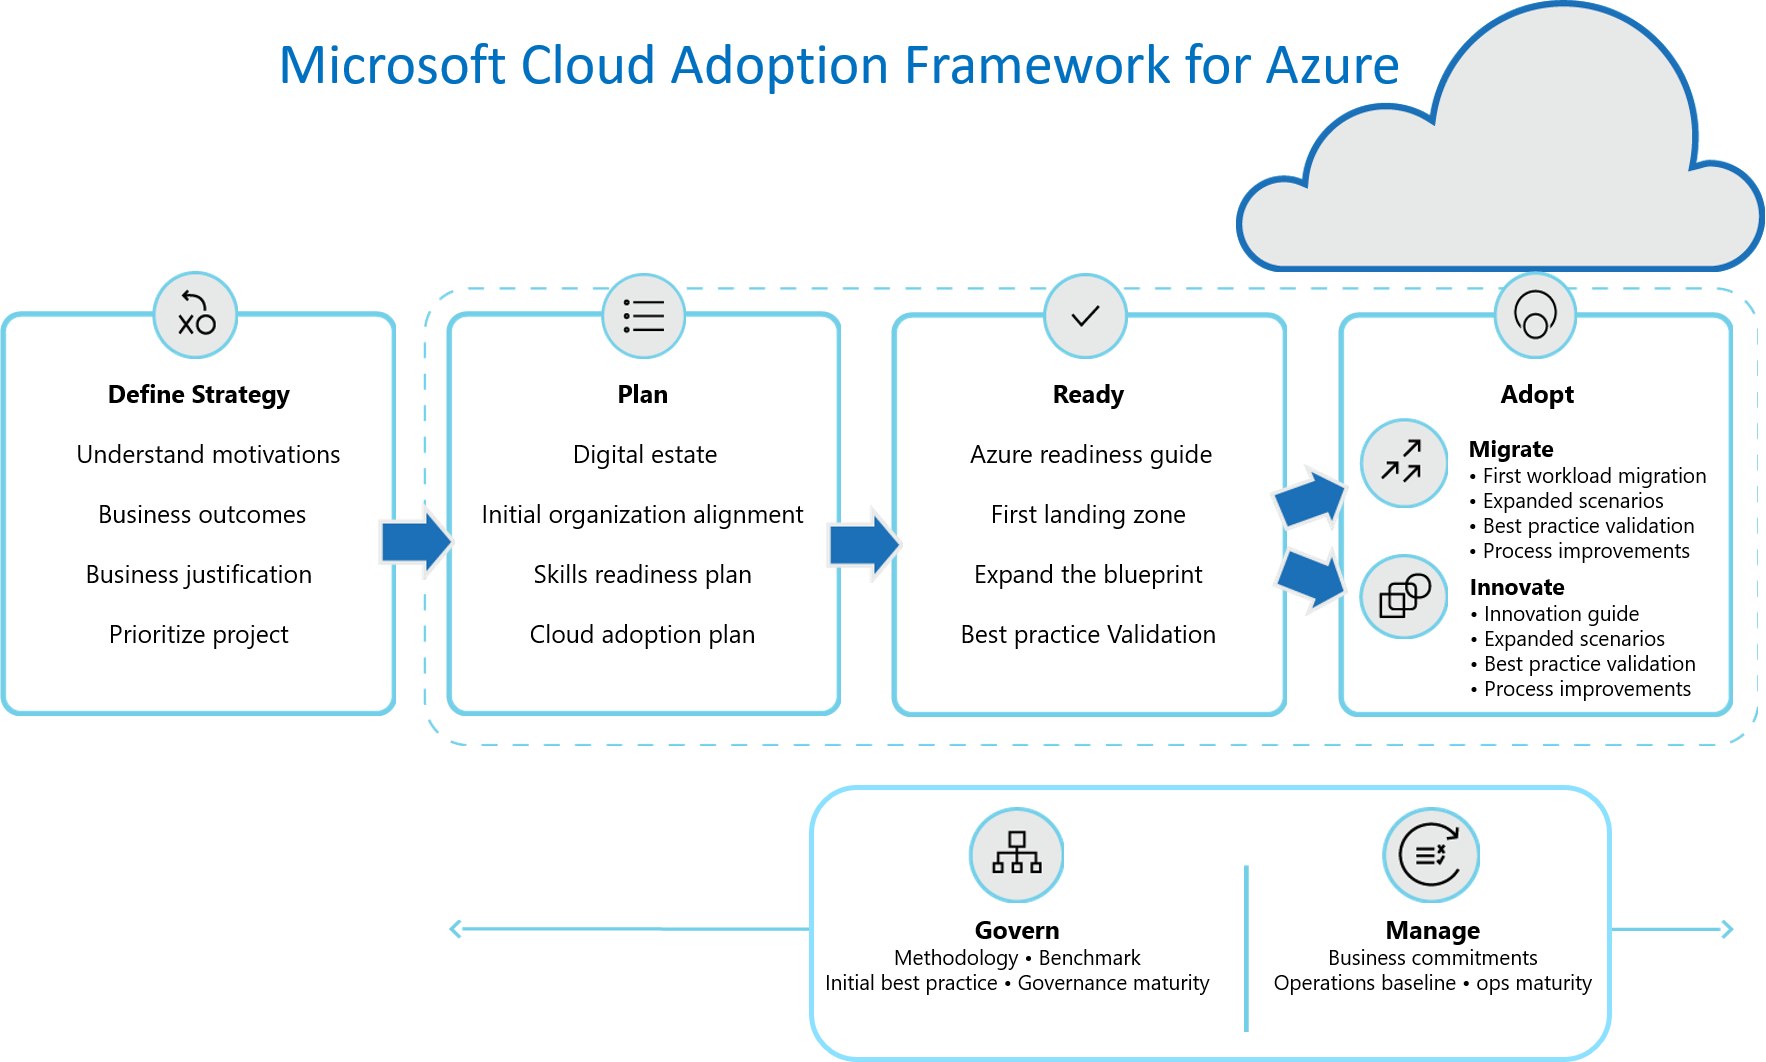 Microsoft Cloud Adoption Framework for Azure
Define Strategy
Understand motivations
Business outcomes
Business justification
Prioritize project
Plan
Digital estate
Initial organization alignment
Skills readiness plan
Cloud adoption plan
Ready
Azure readiness guide
First landing zone
Expand the blueprint
Best practice Validation
Adopt
Migrate
• First workload migration
• Expanded scenarios
• Best practice validation
• Process improvements
Innovate
• Innovation guide
• Expanded scenarios
• Best practice validation
• Process improvements
Govern
Methodology • Benchmark
Initial best practice • Governance maturity
Manage
Business commitments
Operations baseline • ops maturity